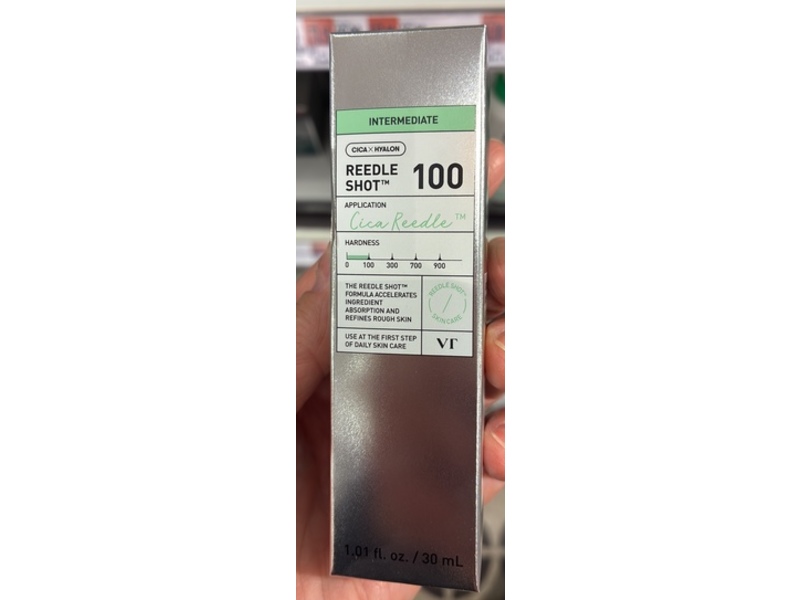 INTERMEDIATE
CICA × HYALON
REEDLE
SHOT™ 100
APPLICATION
Cica Reedle™
HARDNESS
0 100 300 700 900
THE REEDLE SHOT™
FORMULA ACCELERATES
INGREDIENT
ABSORPTION AND
REFINES ROUGH SKIN
REEDLE SHOT™
SKIN CARE
USE AT THE FIRST STEP
OF DAILY SKIN CARE
VT
1.01 fl. oz. / 30 mL